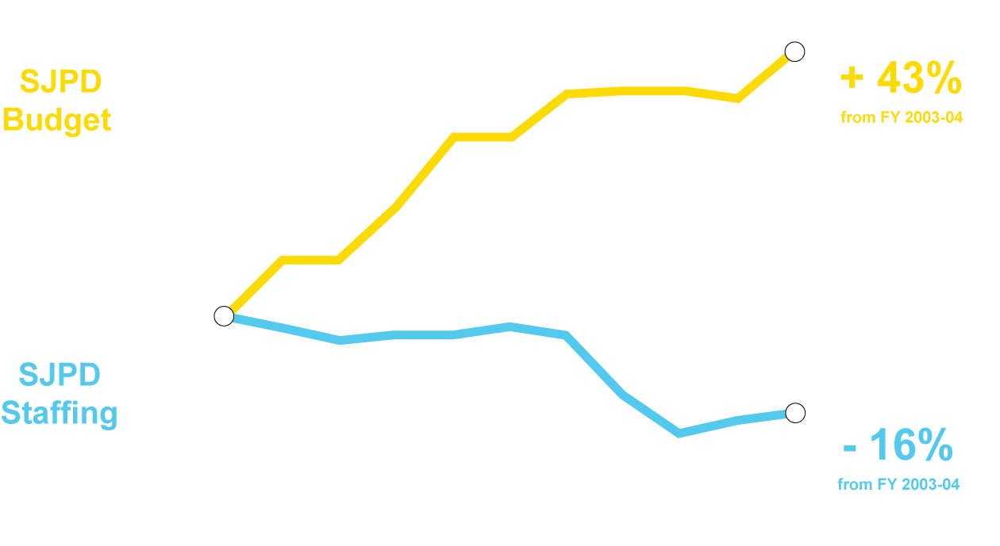 SJPD
Budget
+ 43%
from FY 2003-04
SJPD
Staffing
- 16%
from FY 2003-04